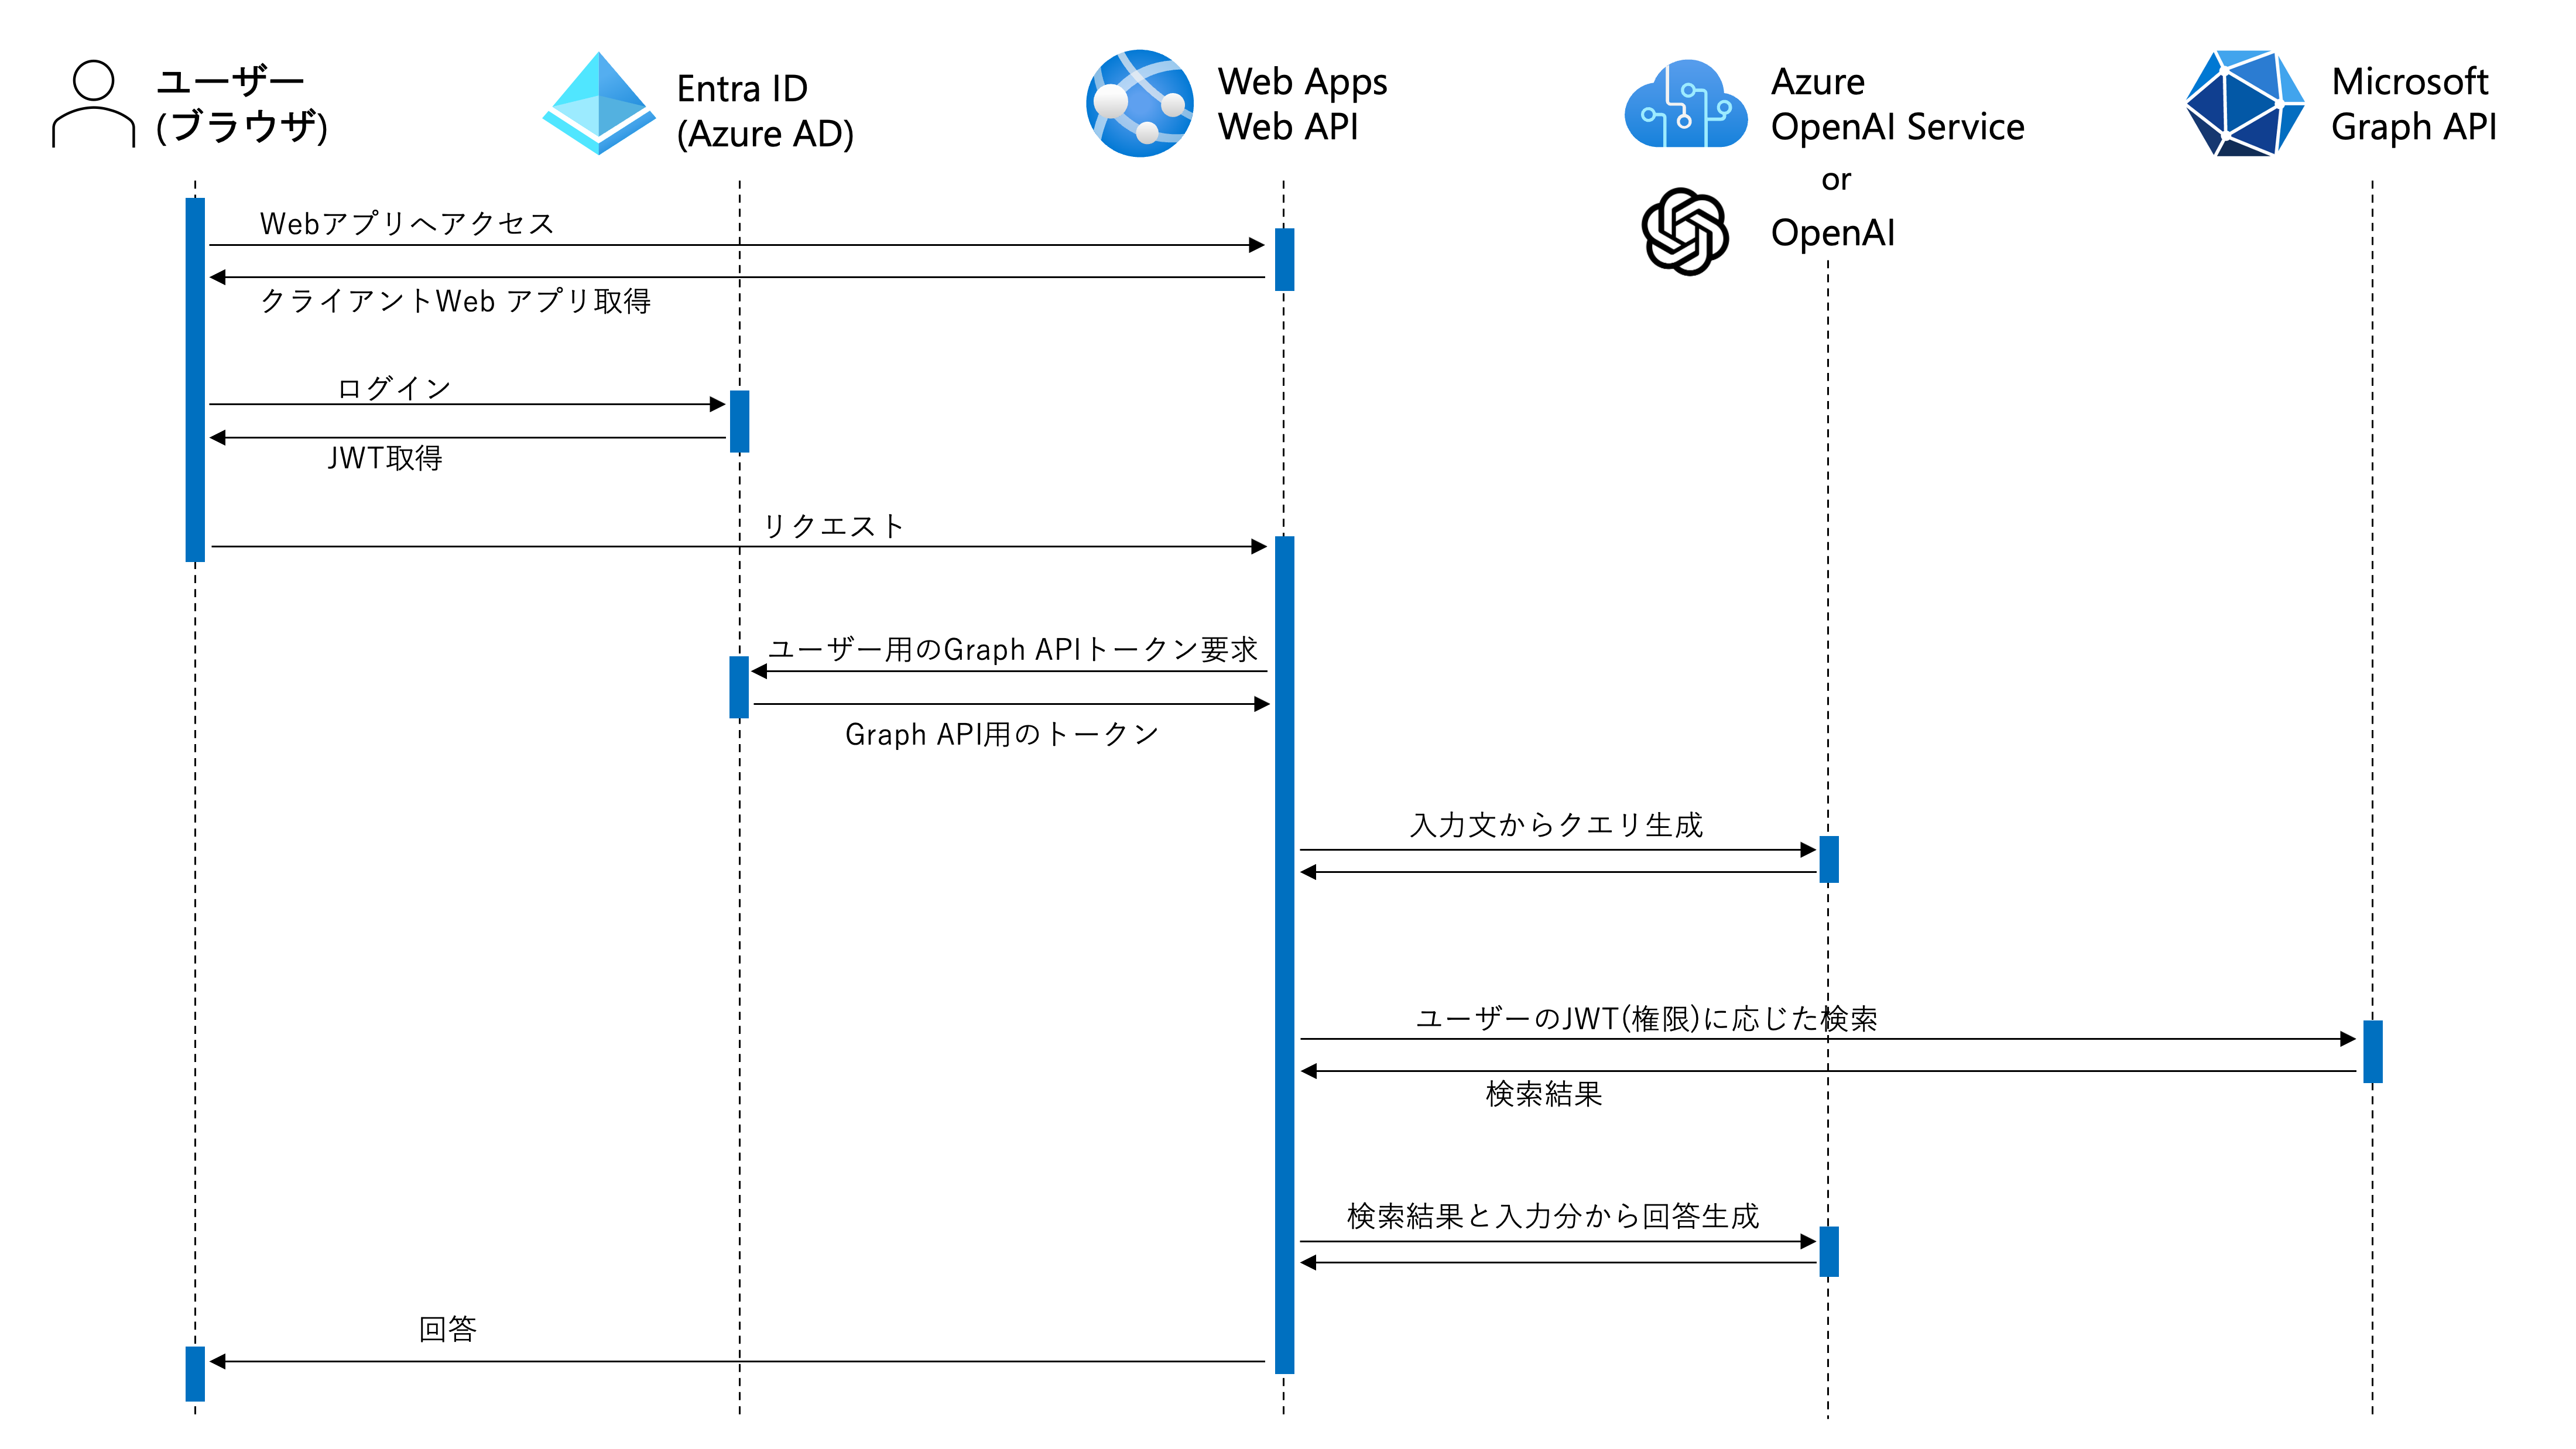 ユーザー
(ブラウザ)
Entra ID
(Azure AD)
Web Apps
Web API
Azure
OpenAI Service
or
OpenAI
Microsoft
Graph API
Webアプリへアクセス
クライアントWeb アプリ取得
ログイン
JWT取得
リクエスト
ユーザー用のGraph APIトークン要求
Graph API用のトークン
入力文からクエリ生成
ユーザーのJWT(権限)に応じた検索
検索結果
検索結果と入力分から回答生成
回答